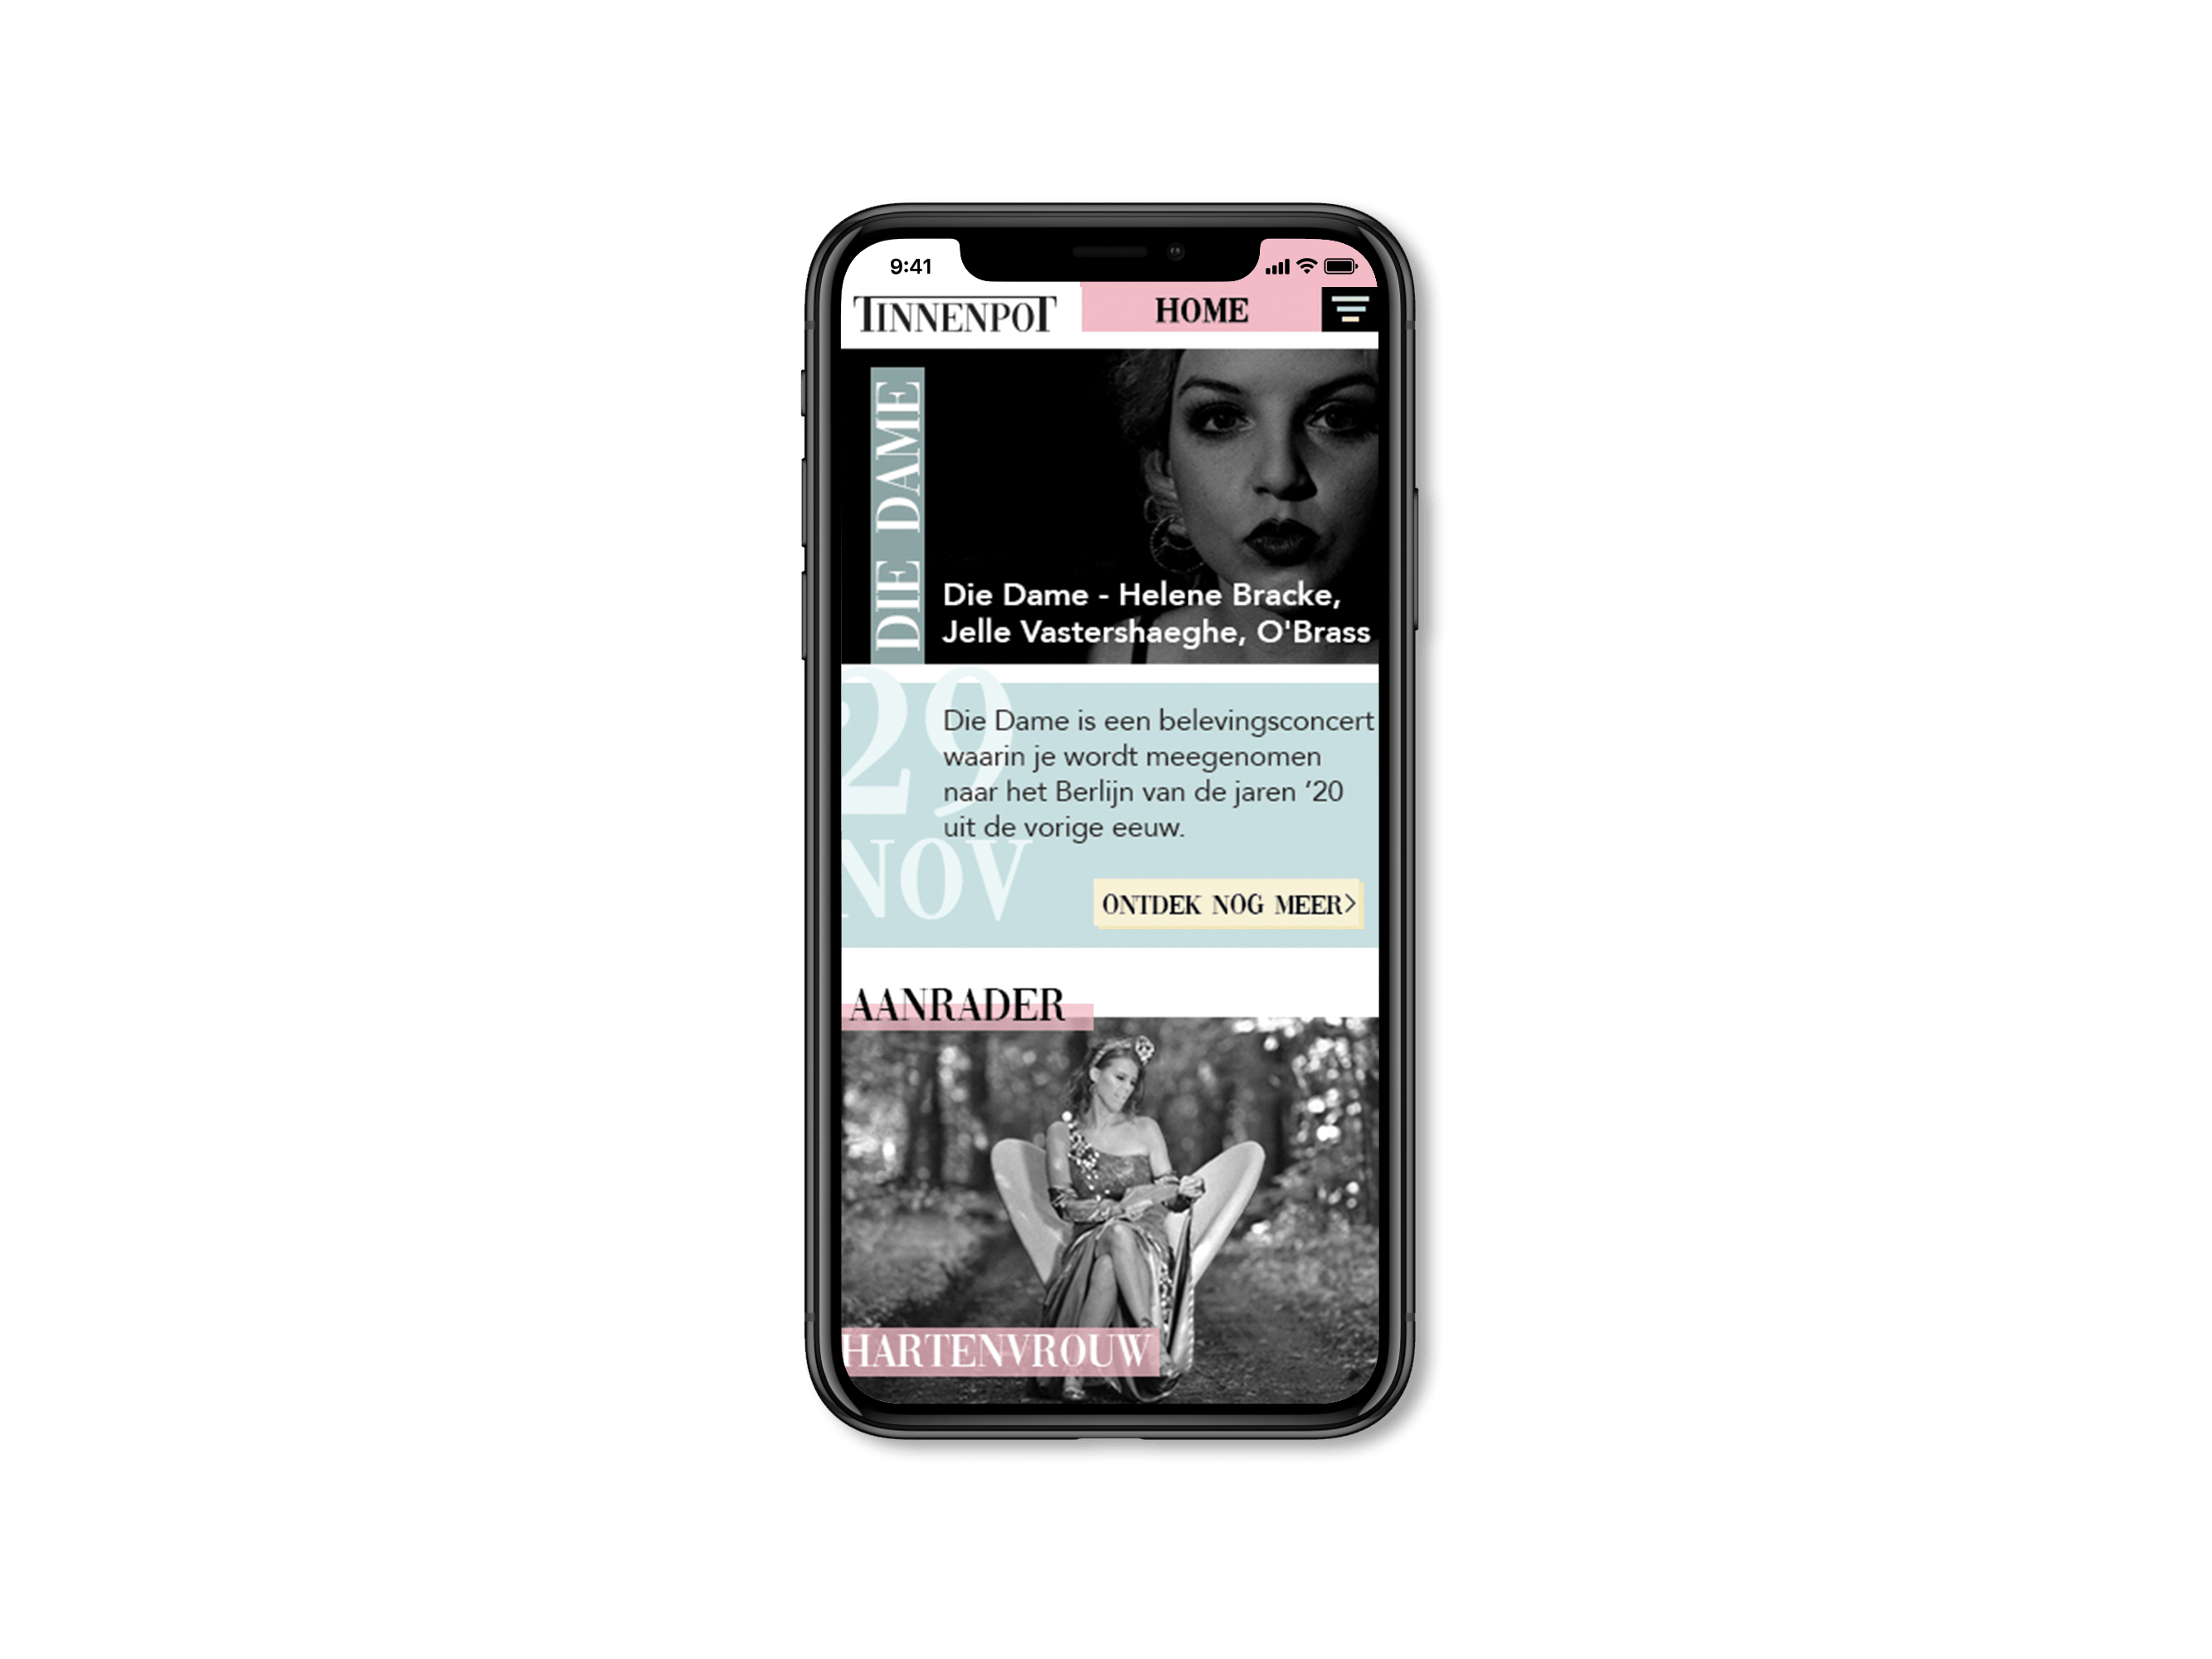 9:41
TINNENPOT
HOME
DIE DAME
Die Dame - Helene Bracke,
Jelle Vastershaeghe, O'Brass
29
NOV
Die Dame is een belevingsconcert
waarin je wordt meegenomen
naar het Berlijn van de jaren ‘20
uit de vorige eeuw.
ONTDEK NOG MEER>
AANRADER
HARTENVROUW